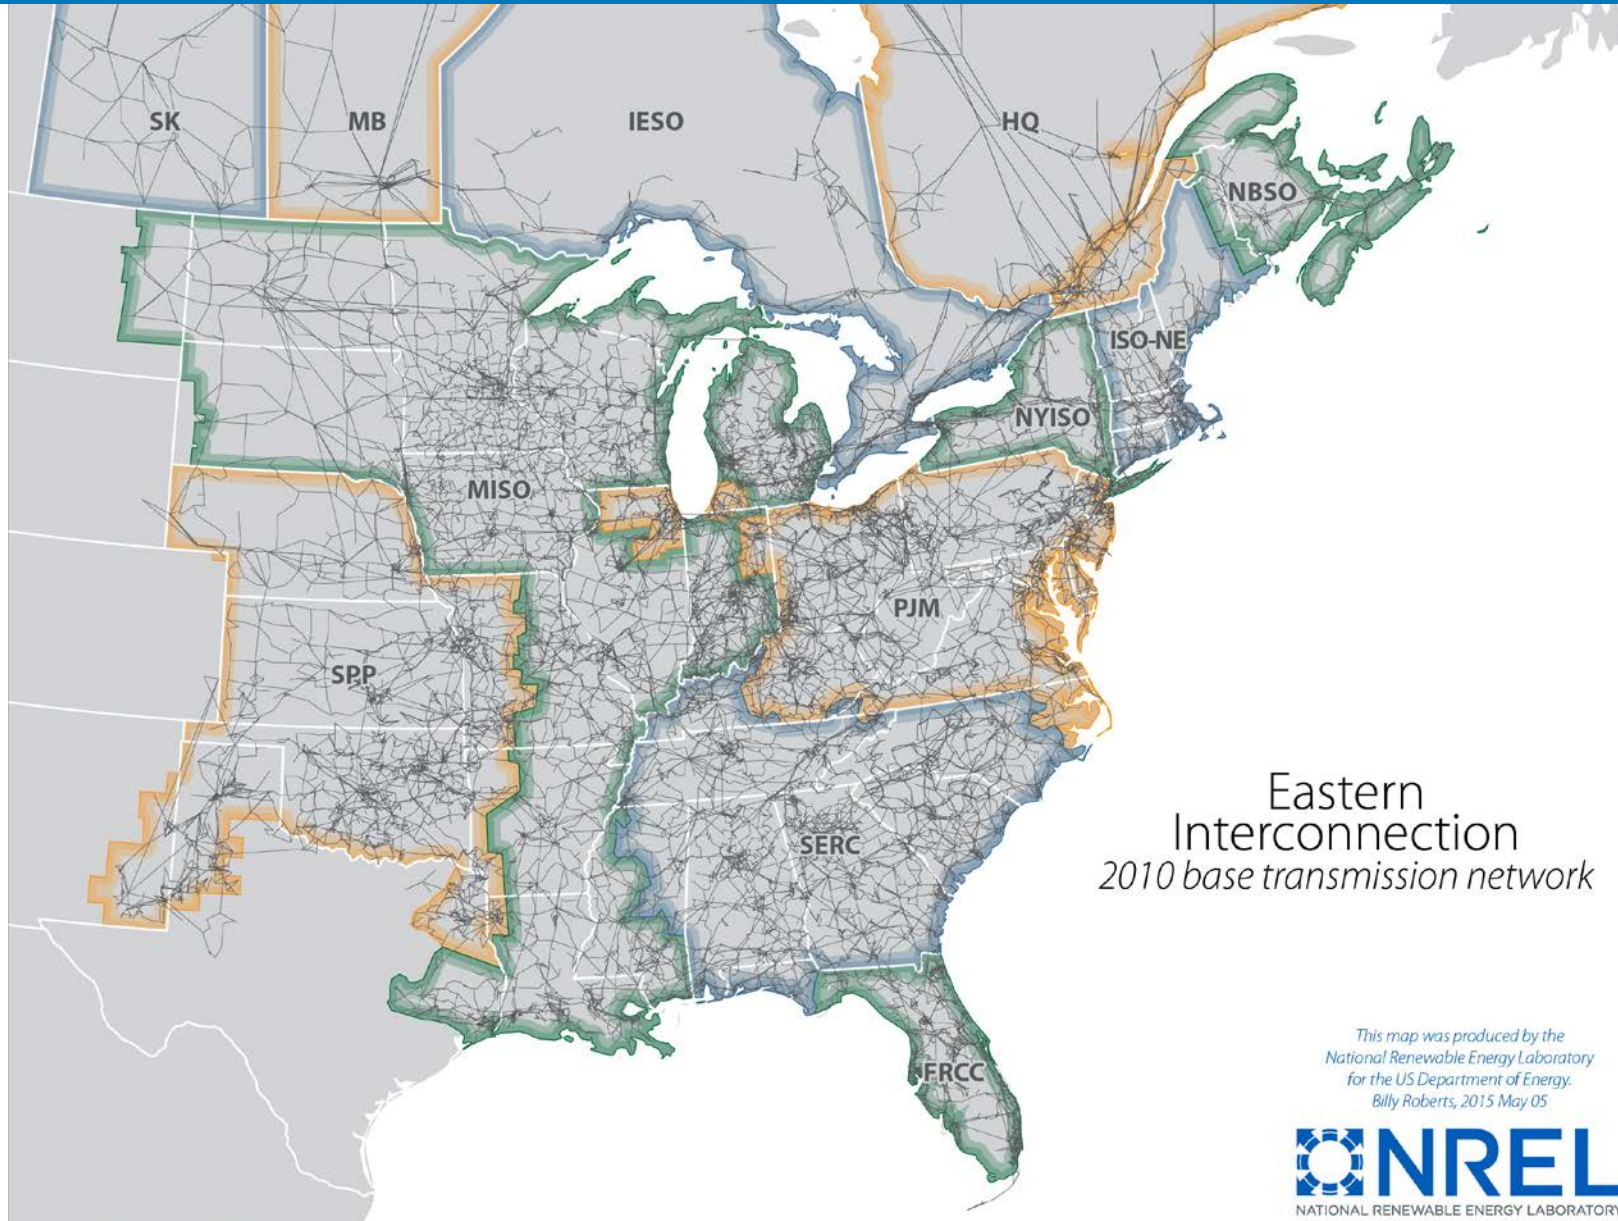 SK
MB
IESO
HQ
NBSO
ISO-NE
NYISO
MISO
PJM
SPP
SERC
FRCC
Eastern
Interconnection
2010 base transmission network
This map was produced by the
National Renewable Energy Laboratory
for the US Department of Energy.
Billy Roberts, 2015 May 05
NREL
NATIONAL RENEWABLE ENERGY LABORATORY